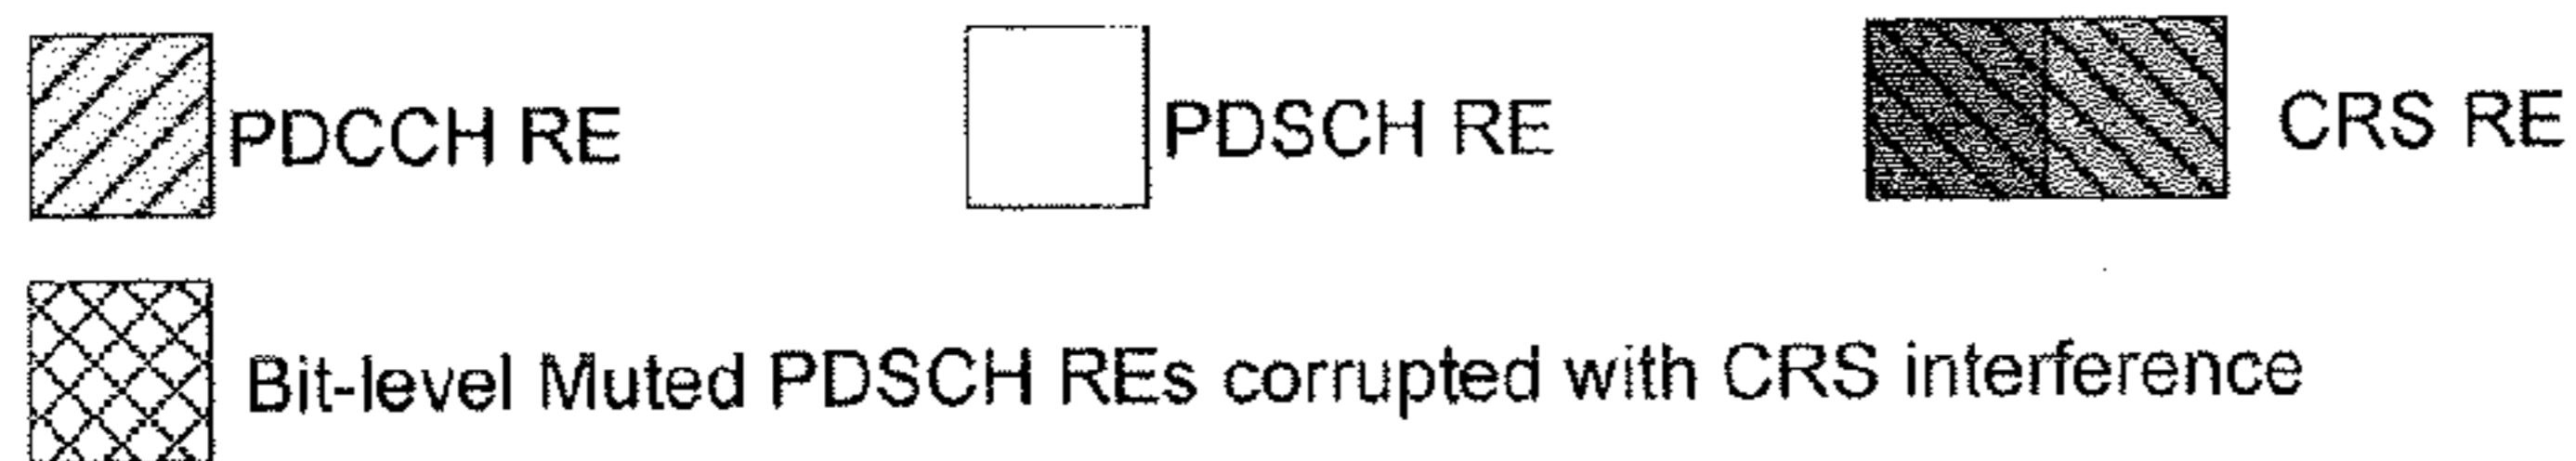 PDCCH RE PDSCH RE CRS RE
Bit-level Muted PDSCH REs corrupted with CRS interference